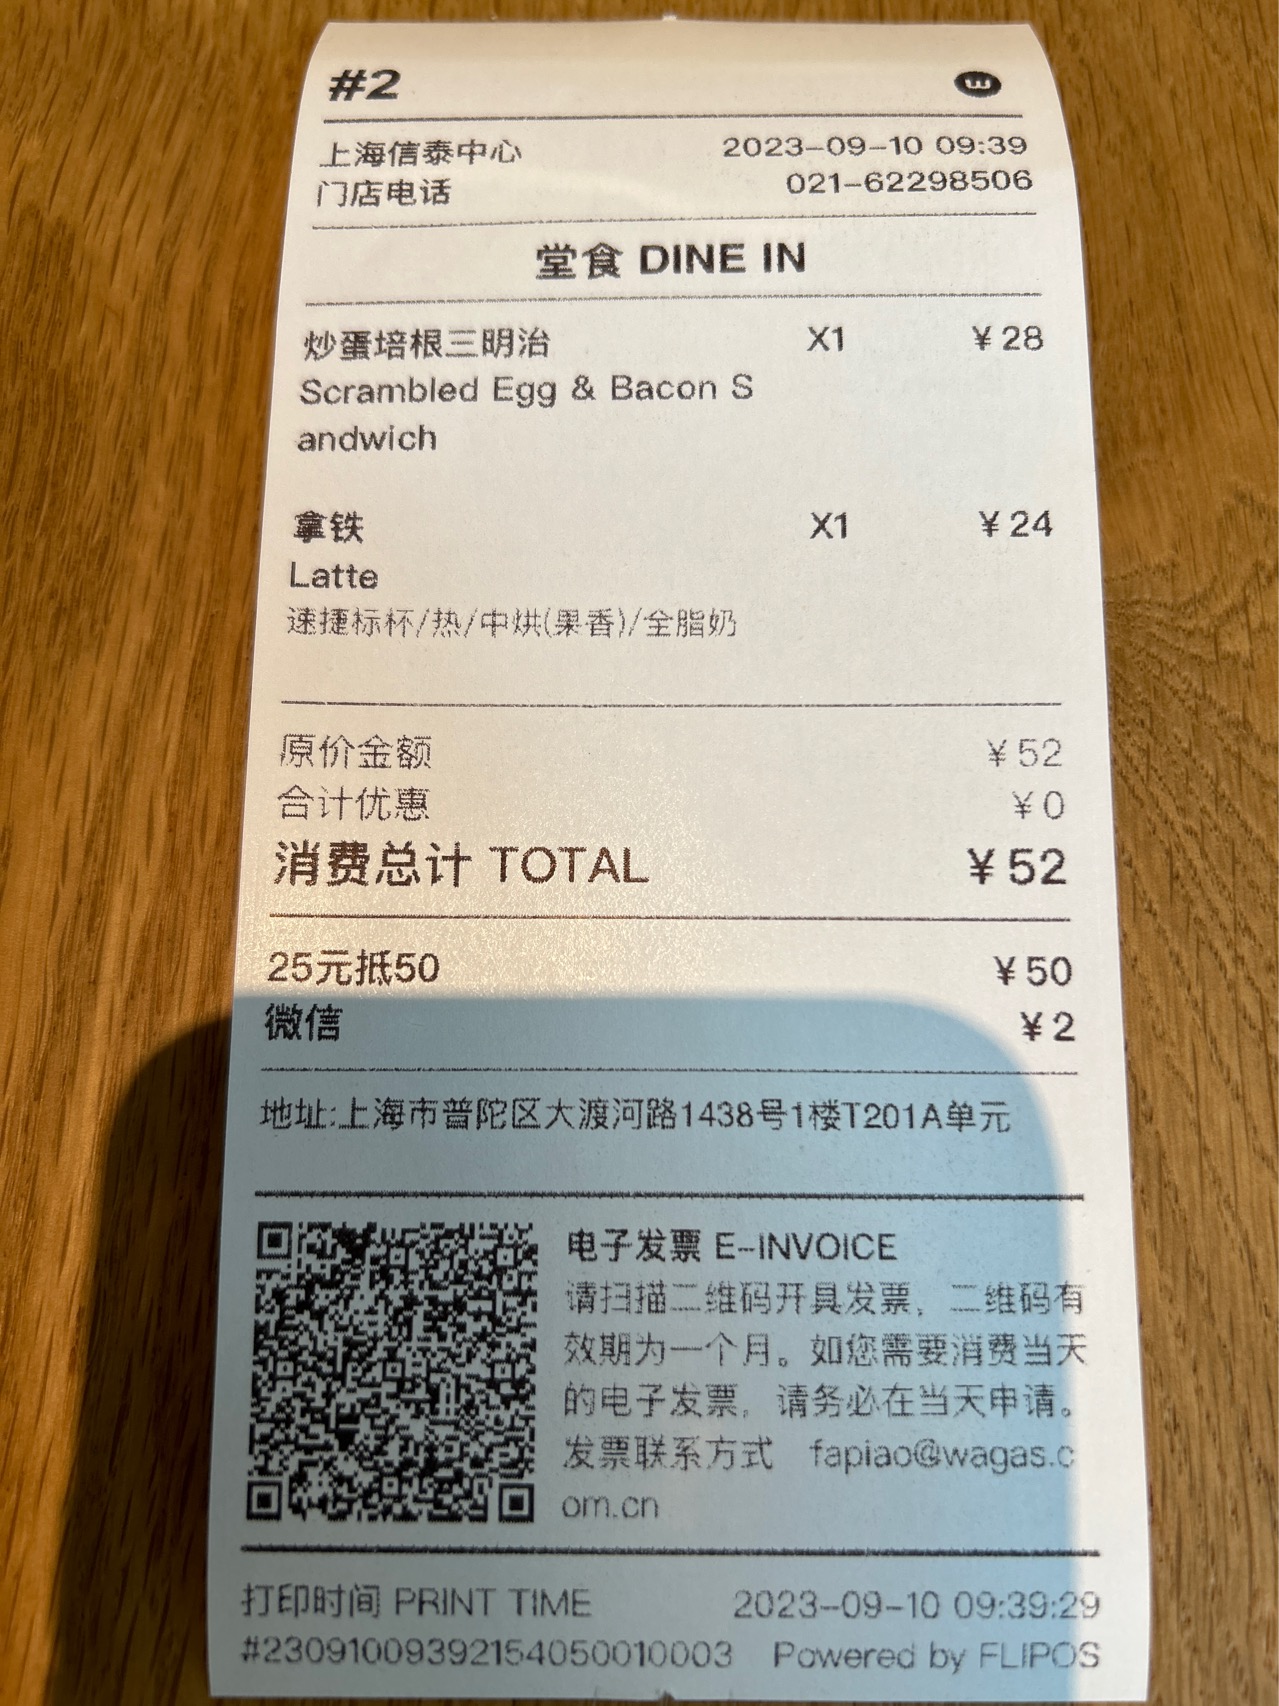 #2
W
上海信泰中心 2023-09-10 09:39
门店电话 021-62298506
堂食 DINE IN
炒蛋培根三明治 X1 ¥28
Scrambled Egg & Bacon S
andwich
拿铁 X1 ¥24
Latte
速捷标杯/热/中烘(果香)/全脂奶
原价金额 ¥52
合计优惠 ¥0
消费总计 TOTAL ¥52
25元抵50 ¥50
微信 ¥2
地址:上海市普陀区大渡河路1438号1楼T201A单元
电子发票 E-INVOICE
请扫描二维码开具发票，二维码有
效期为一个月。如您需要消费当天
的电子发票，请务必在当天申请。
发票联系方式 fapiao@wagas.c
om.cn
打印时间 PRINT TIME 2023-09-10 09:39:29
#23091009392154050010003 Powered by FLIPOS